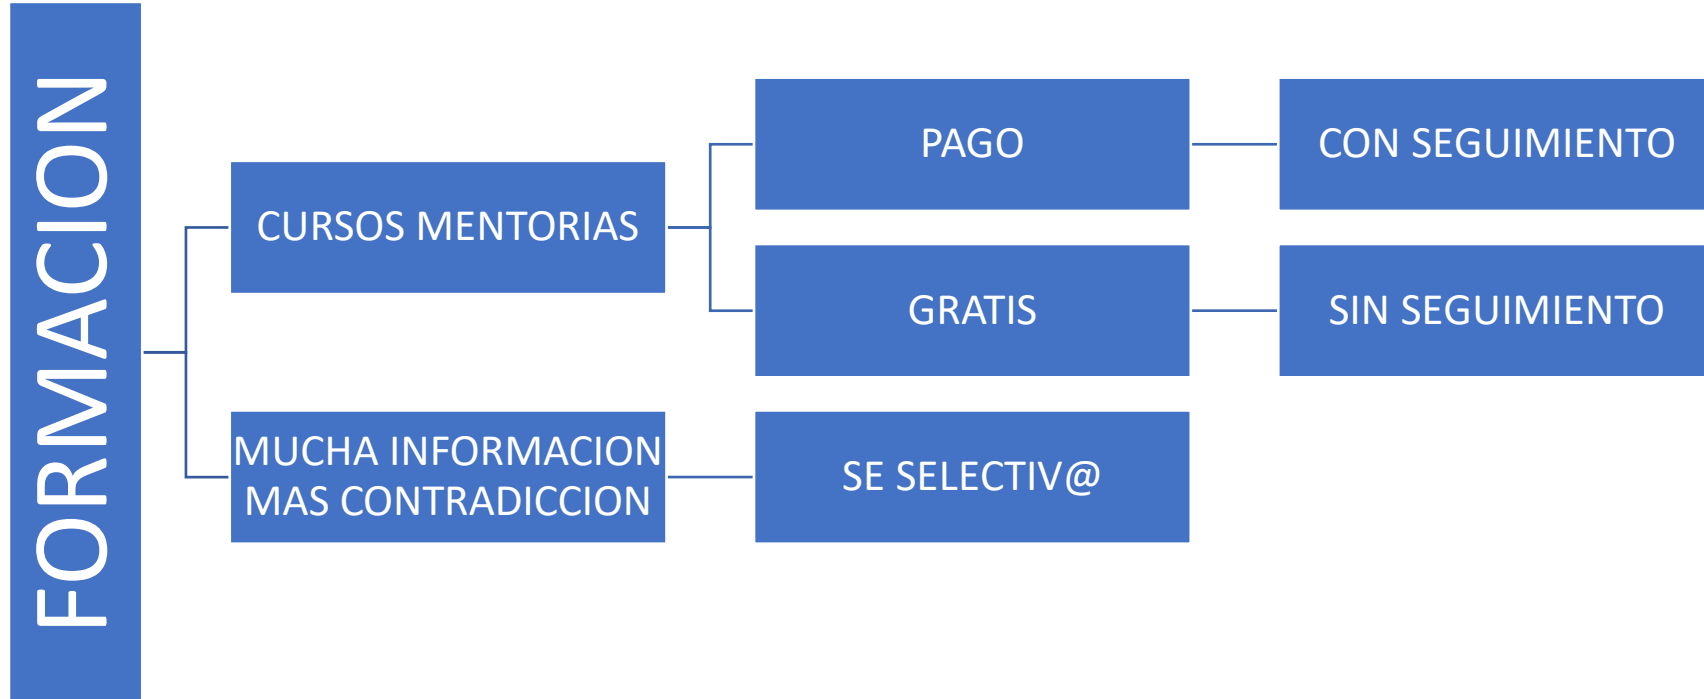 FORMACION
CURSOS MENTORIAS
PAGO
CON SEGUIMIENTO
GRATIS
SIN SEGUIMIENTO
MUCHA INFORMACION
MAS CONTRADICCION
SE SELECTIV@